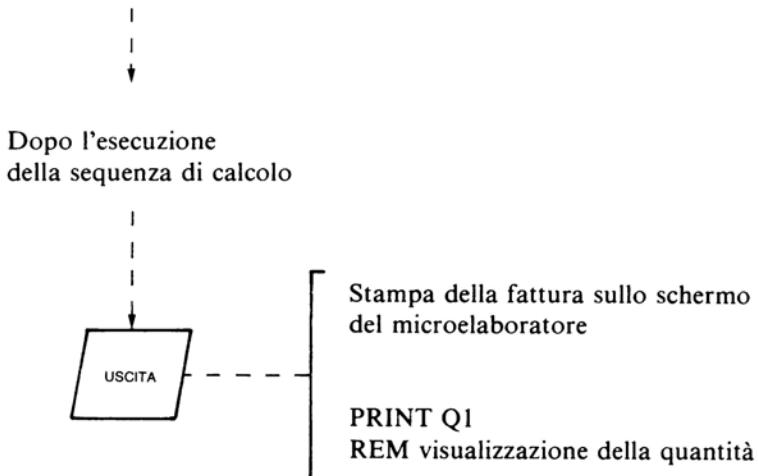 Dopo l'esecuzione
della sequenza di calcolo
USCITA
Stampa della fattura sullo schermo
del microelaboratore
PRINT Q1
REM visualizzazione della quantità